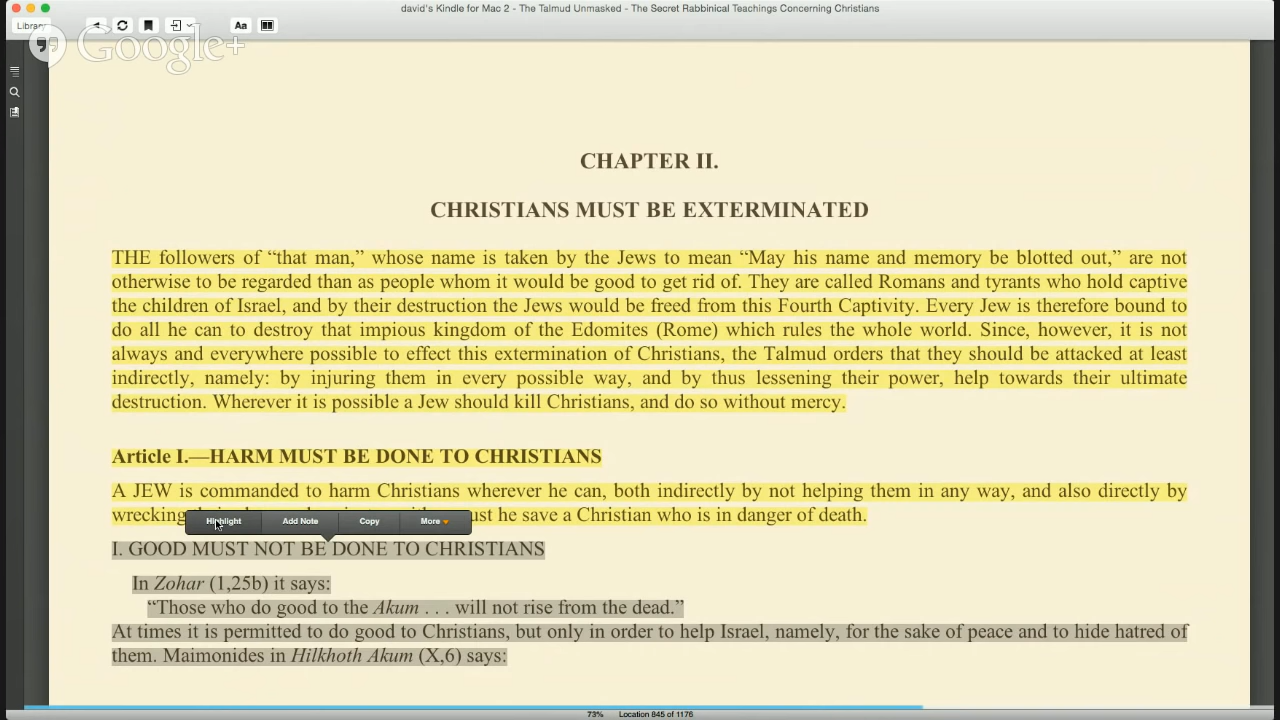 david's Kindle for Mac 2 - The Talmud Unmasked - The Secret Rabbinical Teachings Concerning Christians
Library
Aa
Google+
CHAPTER II.
CHRISTIANS MUST BE EXTERMINATED
THE followers of “that man,” whose name is taken by the Jews to mean “May his name and memory be blotted out,” are not
otherwise to be regarded than as people whom it would be good to get rid of. They are called Romans and tyrants who hold captive
the children of Israel, and by their destruction the Jews would be freed from this Fourth Captivity. Every Jew is therefore bound to
do all he can to destroy that impious kingdom of the Edomites (Rome) which rules the whole world. Since, however, it is not
always and everywhere possible to effect this extermination of Christians, the Talmud orders that they should be attacked at least
indirectly, namely: by injuring them in every possible way, and by thus lessening their power, help towards their ultimate
destruction. Wherever it is possible a Jew should kill Christians, and do so without mercy.
Article I.—HARM MUST BE DONE TO CHRISTIANS
A JEW is commanded to harm Christians wherever he can, both indirectly by not helping them in any way, and also directly by
wrecking he save a Christian who is in danger of death.
Highlight Add Note Copy More
I. GOOD MUST NOT BE DONE TO CHRISTIANS
In Zohar (1,25b) it says:
“Those who do good to the Akum . . . will not rise from the dead.”
At times it is permitted to do good to Christians, but only in order to help Israel, namely, for the sake of peace and to hide hatred of
them. Maimonides in Hilkhoth Akum (X,6) says:
73% Location 845 of 1176